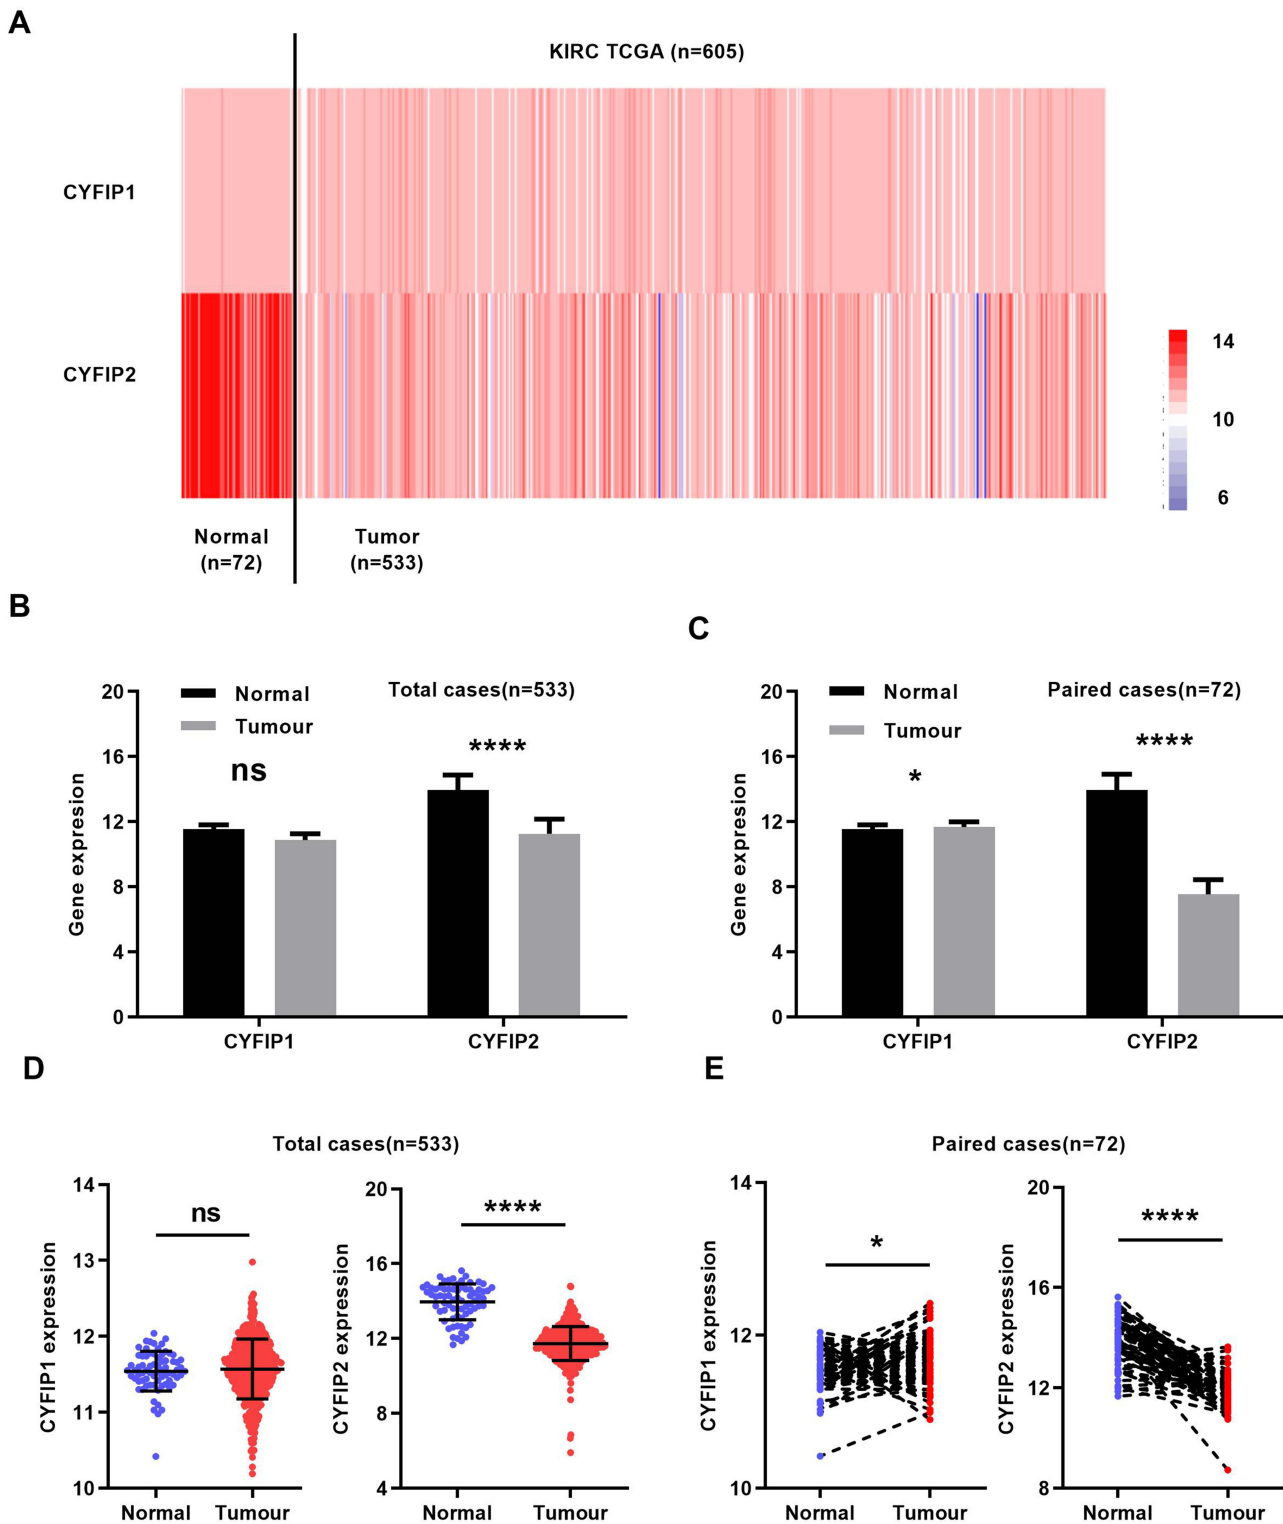 A
KIRC TCGA (n=605)
CYFIP1
CYFIP2
14
10
6
Normal
(n=72)
Tumor
(n=533)
B
Normal
Tumour
Total cases(n=533)
ns
****
Gene expresion
20
16
12
8
4
0
CYFIP1
CYFIP2
C
Normal
Tumour
Paired cases(n=72)
*
****
Gene expresion
20
16
12
8
4
0
CYFIP1
CYFIP2
D
Total cases(n=533)
ns
CYFIP1 expression
14
13
12
11
10
Normal
Tumour
****
CYFIP2 expression
20
16
12
8
4
Normal
Tumour
E
Paired cases(n=72)
*
CYFIP1 expression
14
12
10
Normal
Tumour
****
CYFIP2 expression
20
16
12
8
Normal
Tumour